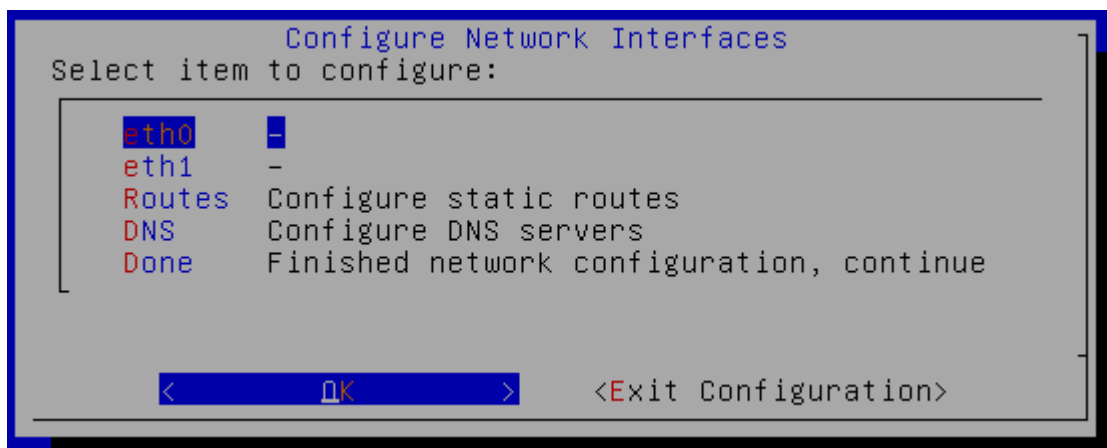 Configure Network Interfaces
Select item to configure:
eth0 -
eth1 -
Routes Configure static routes
DNS Configure DNS servers
Done Finished network configuration, continue
< OK > <Exit Configuration>